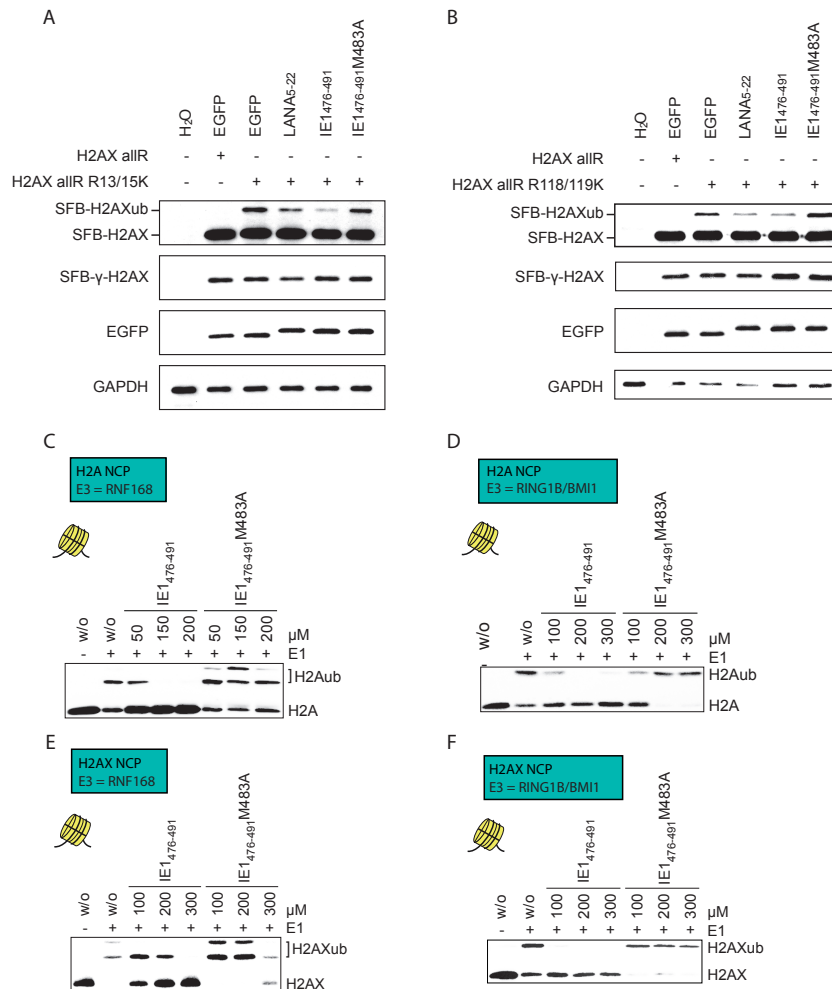 A
H2O
EGFP
EGFP
LANA5-22
IE1476-491
IE1476-491M483A
H2AX allR - + - - - -
H2AX allR R13/15K - - + + + +
SFB-H2AXub
SFB-H2AX
SFB-γ-H2AX
EGFP
GAPDH
B
H2O
EGFP
EGFP
LANA5-22
IE1476-491
IE1476-491M483A
H2AX allR - + - - - -
H2AX allR R118/119K - - + + + +
SFB-H2AXub
SFB-H2AX
SFB-γ-H2AX
EGFP
GAPDH
C
H2A NCP
E3 = RNF168
IE1476-491
IE1476-491M483A
w/o w/o 50 150 200 50 150 200 µM
- + + + + + + + E1
]H2Aub
H2A
D
H2A NCP
E3 = RING1B/BMI1
IE1476-491
IE1476-491M483A
w/o w/o 100 200 300 100 200 300 µM
- + + + + + + + E1
H2Aub
H2A
E
H2AX NCP
E3 = RNF168
IE1476-491
IE1476-491M483A
w/o w/o 100 200 300 100 200 300 µM
- + + + + + + + E1
]H2AXub
H2AX
F
H2AX NCP
E3 = RING1B/BMI1
IE1476-491
IE1476-491M483A
w/o w/o 100 200 300 100 200 300 µM
- + + + + + + + E1
H2AXub
H2AX